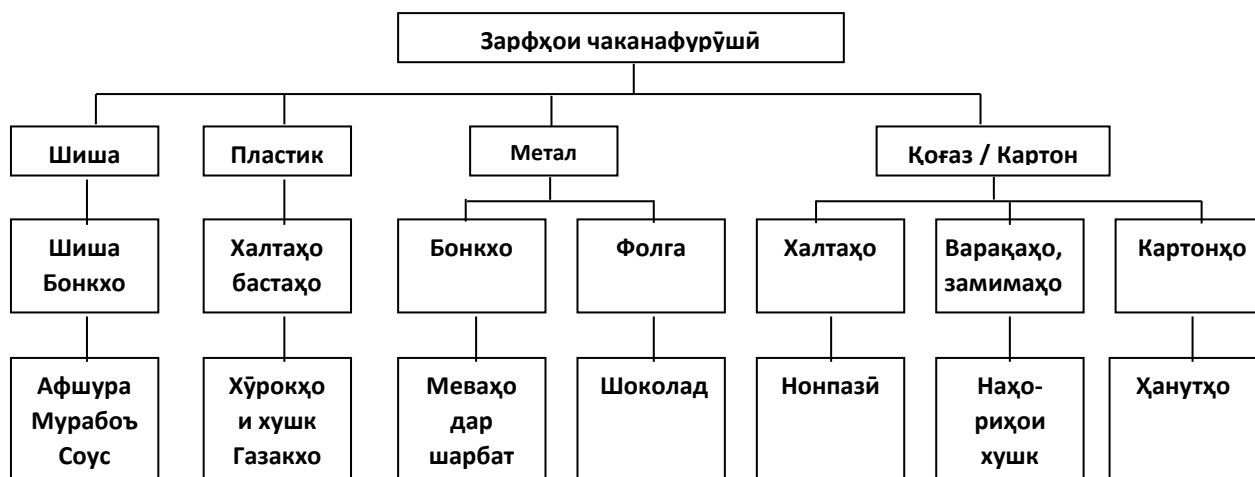 Зарфҳои чаканафурӯшӣ
Шиша
Пластик
Метал
Қоғаз / Картон
Шиша
Бонкхо
Халтаҳо
бастаҳо
Бонкхо
Фолга
Халтаҳо
Варақаҳо,
замимаҳо
Картонҳо
Афшура
Мурабоъ
Соус
Хӯрокҳо
и хушк
Газакхо
Меваҳо
дар
шарбат
Шоколад
Нонпазӣ
Наҳо-
риҳои
хушк
Ҳанутҳо